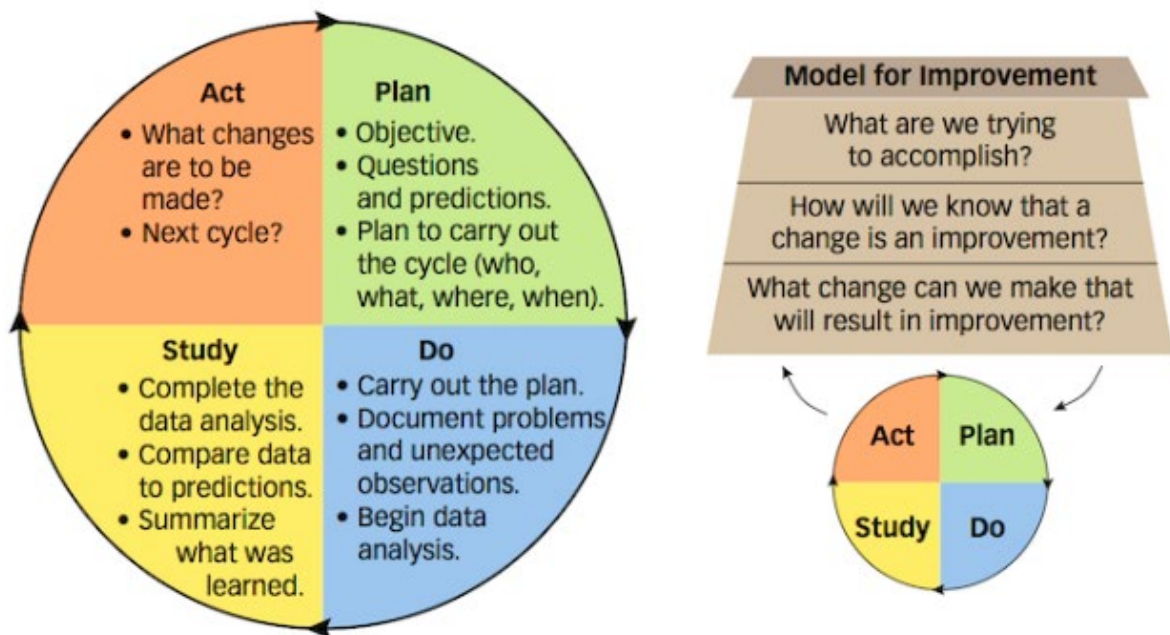 Act
• What changes
are to be
made?
• Next cycle?
Plan
• Objective.
• Questions
and predictions.
• Plan to carry out
the cycle (who,
what, where, when).
Study
• Complete the
data analysis.
• Compare data
to predictions.
• Summarize
what was
learned.
Do
• Carry out the plan.
• Document problems
and unexpected
observations.
• Begin data
analysis.
Model for Improvement
What are we trying
to accomplish?
How will we know that a
change is an improvement?
What change can we make that
will result in improvement?
Act
Plan
Study
Do